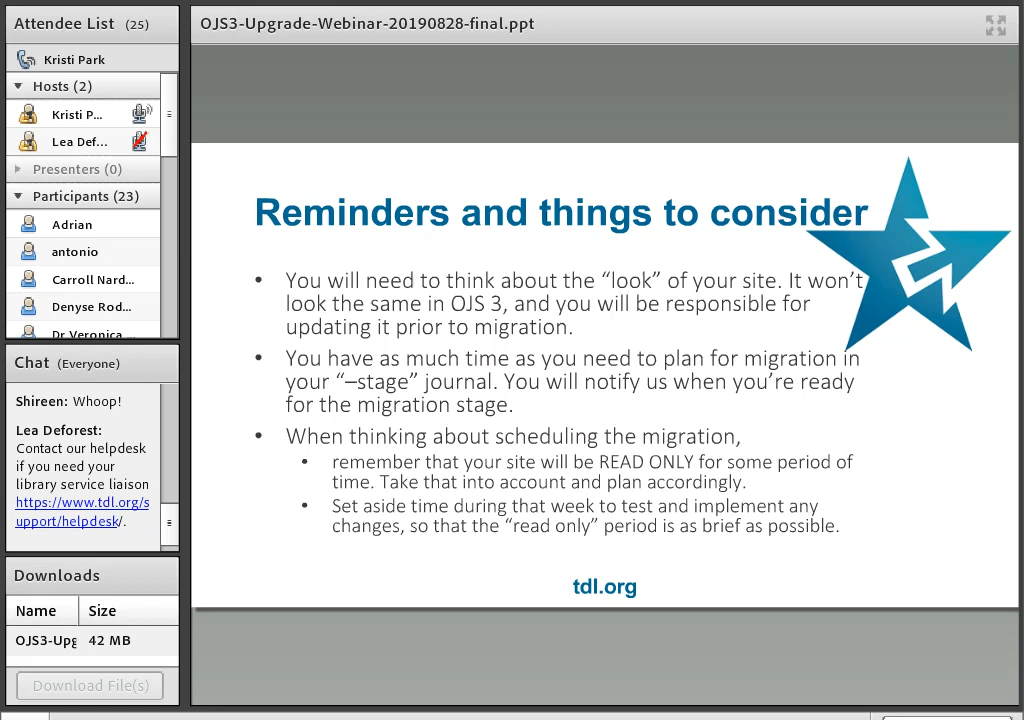 Attendee List (25)
Kristi Park
Hosts (2)
Kristi P...
Lea Def...
Presenters (0)
Participants (23)
Adrian
antonio
Carroll Nard...
Denyse Rod...
Dr Veronica ...
Chat (Everyone)
Shireen: Whoop!
Lea Deforest:
Contact our helpdesk
if you need your
library service liaison
https://www.tdl.org/s
upport/helpdesk/.
Downloads
Name Size
OJS3-Upg 42 MB
Download File(s)
OJS3-Upgrade-Webinar-20190828-final.ppt
Reminders and things to consider
• You will need to think about the “look” of your site. It won’t
look the same in OJS 3, and you will be responsible for
updating it prior to migration.
• You have as much time as you need to plan for migration in
your “–stage” journal. You will notify us when you’re ready
for the migration stage.
• When thinking about scheduling the migration,
• remember that your site will be READ ONLY for some period of
time. Take that into account and plan accordingly.
• Set aside time during that week to test and implement any
changes, so that the “read only” period is as brief as possible.
tdl.org